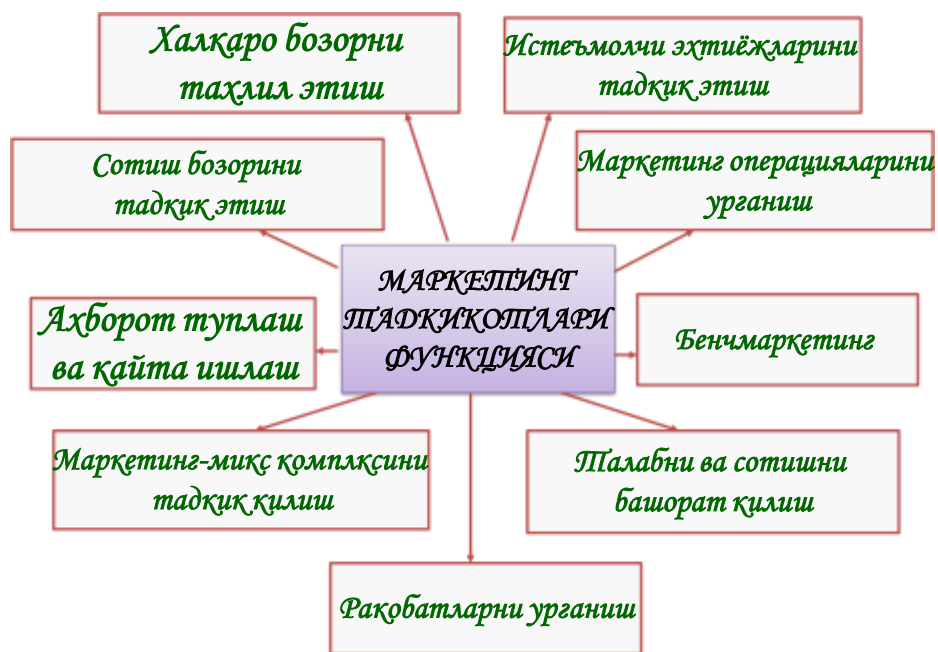 Халкаро бозорни
тахлил этиш
Истеъмолчи эхтиёжларини
тадкик этиш
Сотиш бозорини
тадкик этиш
Маркетинг операцияларини
урганиш
МАРКЕТИНГ
ТАДКИКОТЛАРИ
ФУНКЦИЯСИ
Ахборот туплаш
ва кайта ишлаш
Бенчмаркетинг
Маркетинг-микс комплксини
тадкик килиш
Талабни ва сотишни
башорат килиш
Ракобатларни урганиш